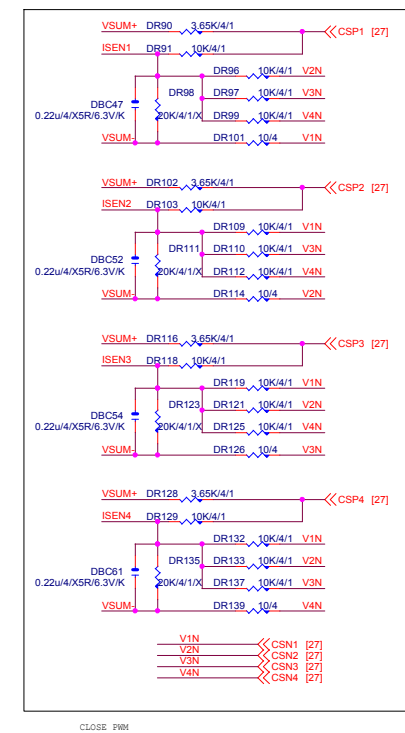 VSUM+ DR90 3.65K/4/1 CSP1 [27]
ISEN1 DR91 10K/4/1
DR96 10K/4/1 V2N
DBC47 DR98 DR97 10K/4/1 V3N
0.22u/4/X5R/6.3V/K 20K/4/1/X DR99 10K/4/1 V4N
VSUM- DR101 10/4 V1N
VSUM+ DR102 3.65K/4/1 CSP2 [27]
ISEN2 DR103 10K/4/1
DR109 10K/4/1 V1N
DBC52 DR111 DR110 10K/4/1 V3N
0.22u/4/X5R/6.3V/K 20K/4/1/X DR112 10K/4/1 V4N
VSUM- DR114 10/4 V2N
VSUM+ DR116 3.65K/4/1 CSP3 [27]
ISEN3 DR118 10K/4/1
DR119 10K/4/1 V1N
DBC54 DR123 DR121 10K/4/1 V2N
0.22u/4/X5R/6.3V/K 20K/4/1/X DR125 10K/4/1 V4N
VSUM- DR126 10/4 V3N
VSUM+ DR128 3.65K/4/1 CSP4 [27]
ISEN4 DR129 10K/4/1
DR132 10K/4/1 V1N
DBC61 DR135 DR133 10K/4/1 V2N
0.22u/4/X5R/6.3V/K 20K/4/1/X DR137 10K/4/1 V3N
VSUM- DR139 10/4 V4N
V1N CSN1 [27]
V2N CSN2 [27]
V3N CSN3 [27]
V4N CSN4 [27]
CLOSE PWM